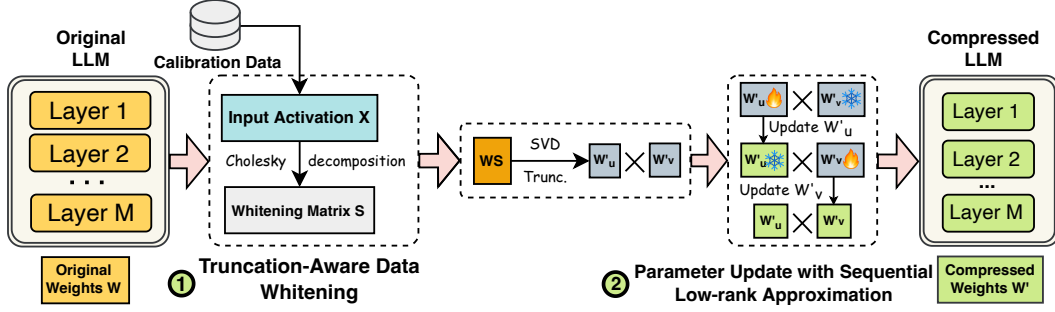 Original
LLM
Layer 1
Layer 2
...
Layer M
Original
Weights W
Calibration Data
Input Activation X
Cholesky decomposition
Whitening Matrix S
1 Truncation-Aware Data
Whitening
WS
SVD
Trunc.
W'u × W'v
W'u × W'v
Update W'u
W'u × W'v
Update W'v
W'u × W'v
2 Parameter Update with Sequential
Low-rank Approximation
Compressed
LLM
Layer 1
Layer 2
...
Layer M
Compressed
Weights W'